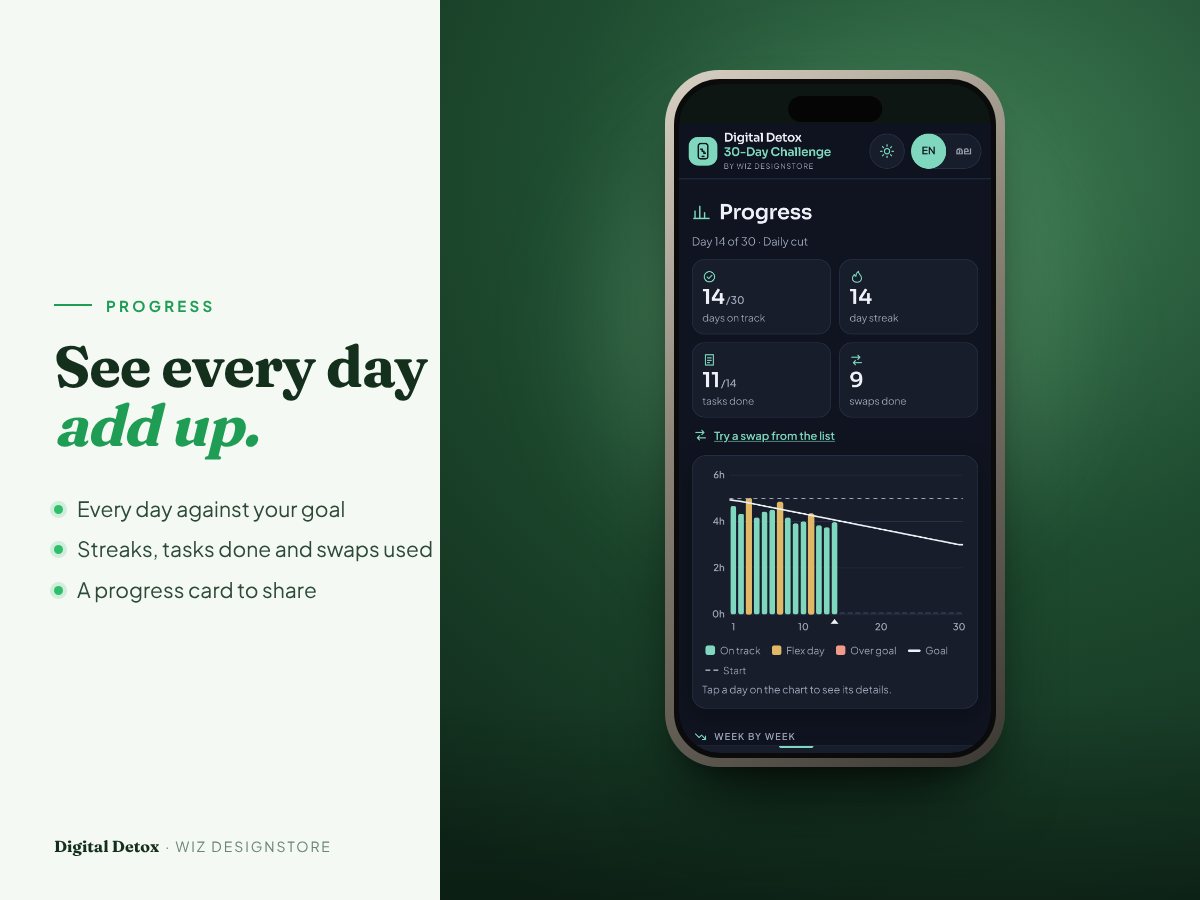 PROGRESS
See every day
add up.
Every day against your goal
Streaks, tasks done and swaps used
A progress card to share
Digital Detox · WIZ DESIGNSTORE
Digital Detox
30-Day Challenge
BY WIZ DESIGNSTORE
EN
മല
Progress
Day 14 of 30 · Daily cut
14/30
days on track
14
day streak
11/14
tasks done
9
swaps done
Try a swap from the list
6h
4h
2h
0h
1 10 20 30
On track Flex day Over goal Goal
Start
Tap a day on the chart to see its details.
WEEK BY WEEK